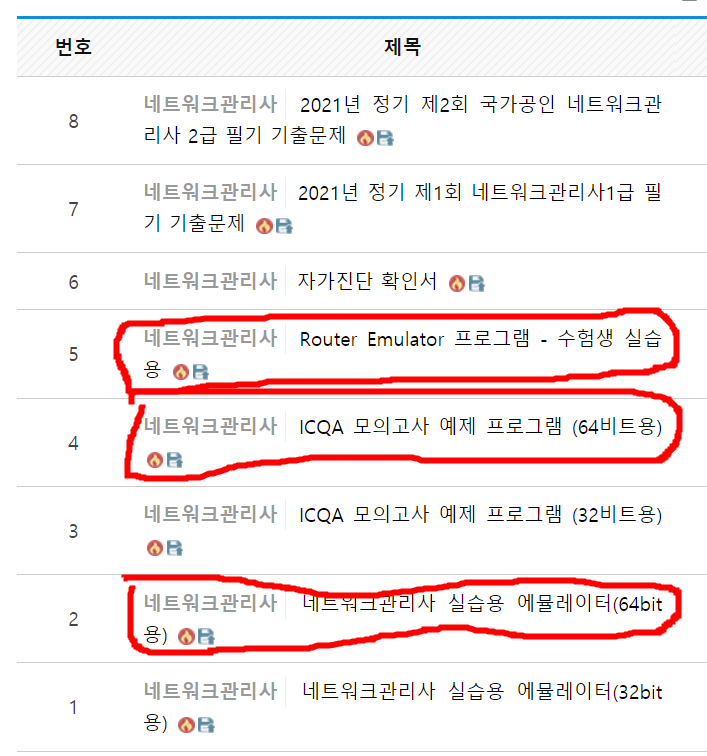 번호 제목
8 네트워크관리사 2021년 정기 제2회 국가공인 네트워크관
리사 2급 필기 기출문제
7 네트워크관리사 2021년 정기 제1회 네트워크관리사1급 필
기 기출문제
6 네트워크관리사 자가진단 확인서
5 네트워크관리사 Router Emulator 프로그램 - 수험생 실습
용
4 네트워크관리사 ICQA 모의고사 예제 프로그램 (64비트용)
3 네트워크관리사 ICQA 모의고사 예제 프로그램 (32비트용)
2 네트워크관리사 네트워크관리사 실습용 에뮬레이터(64bit
용)
1 네트워크관리사 네트워크관리사 실습용 에뮬레이터(32bit
용)